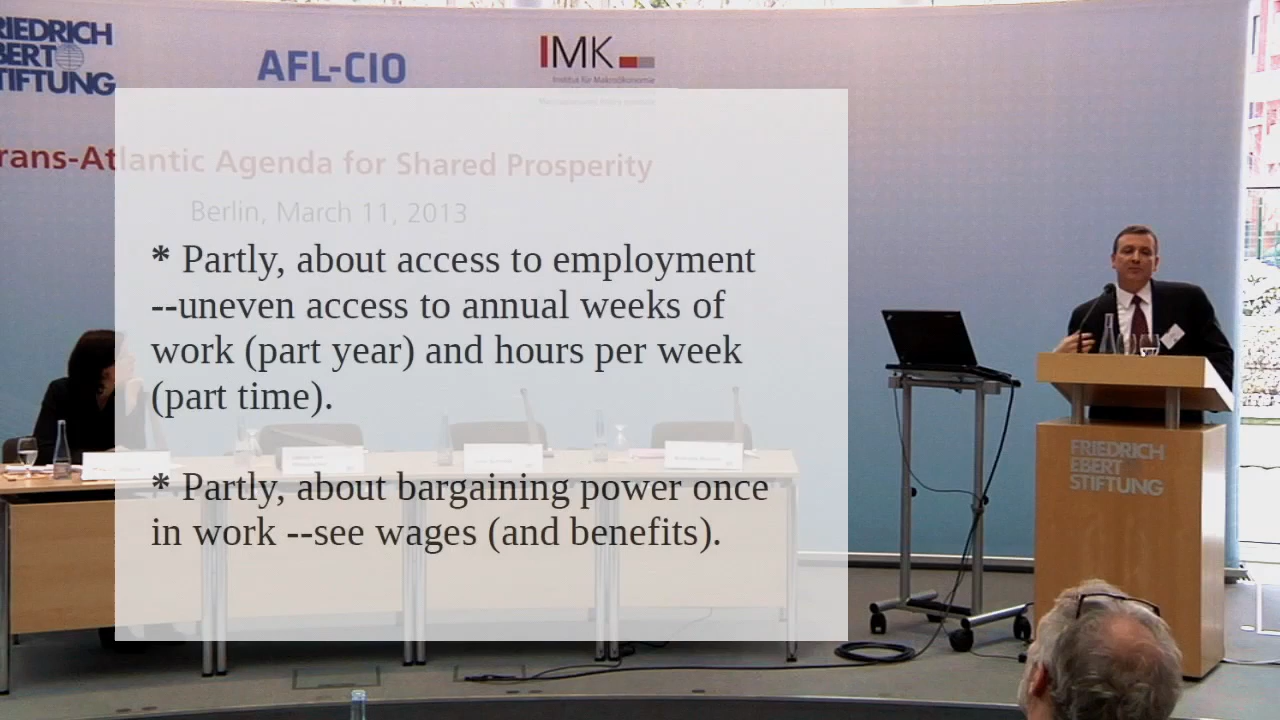 RIEDRICH
EBERT
STIFTUNG
AFL-CIO
IMK
Institut für Makroökonomie
rans-Atlantic Agenda for Shared Prosperity
Berlin, March 11, 2013
* Partly, about access to employment
--uneven access to annual weeks of
work (part year) and hours per week
(part time).
* Partly, about bargaining power once
in work --see wages (and benefits).
FRIEDRICH
EBERT
STIFTUNG